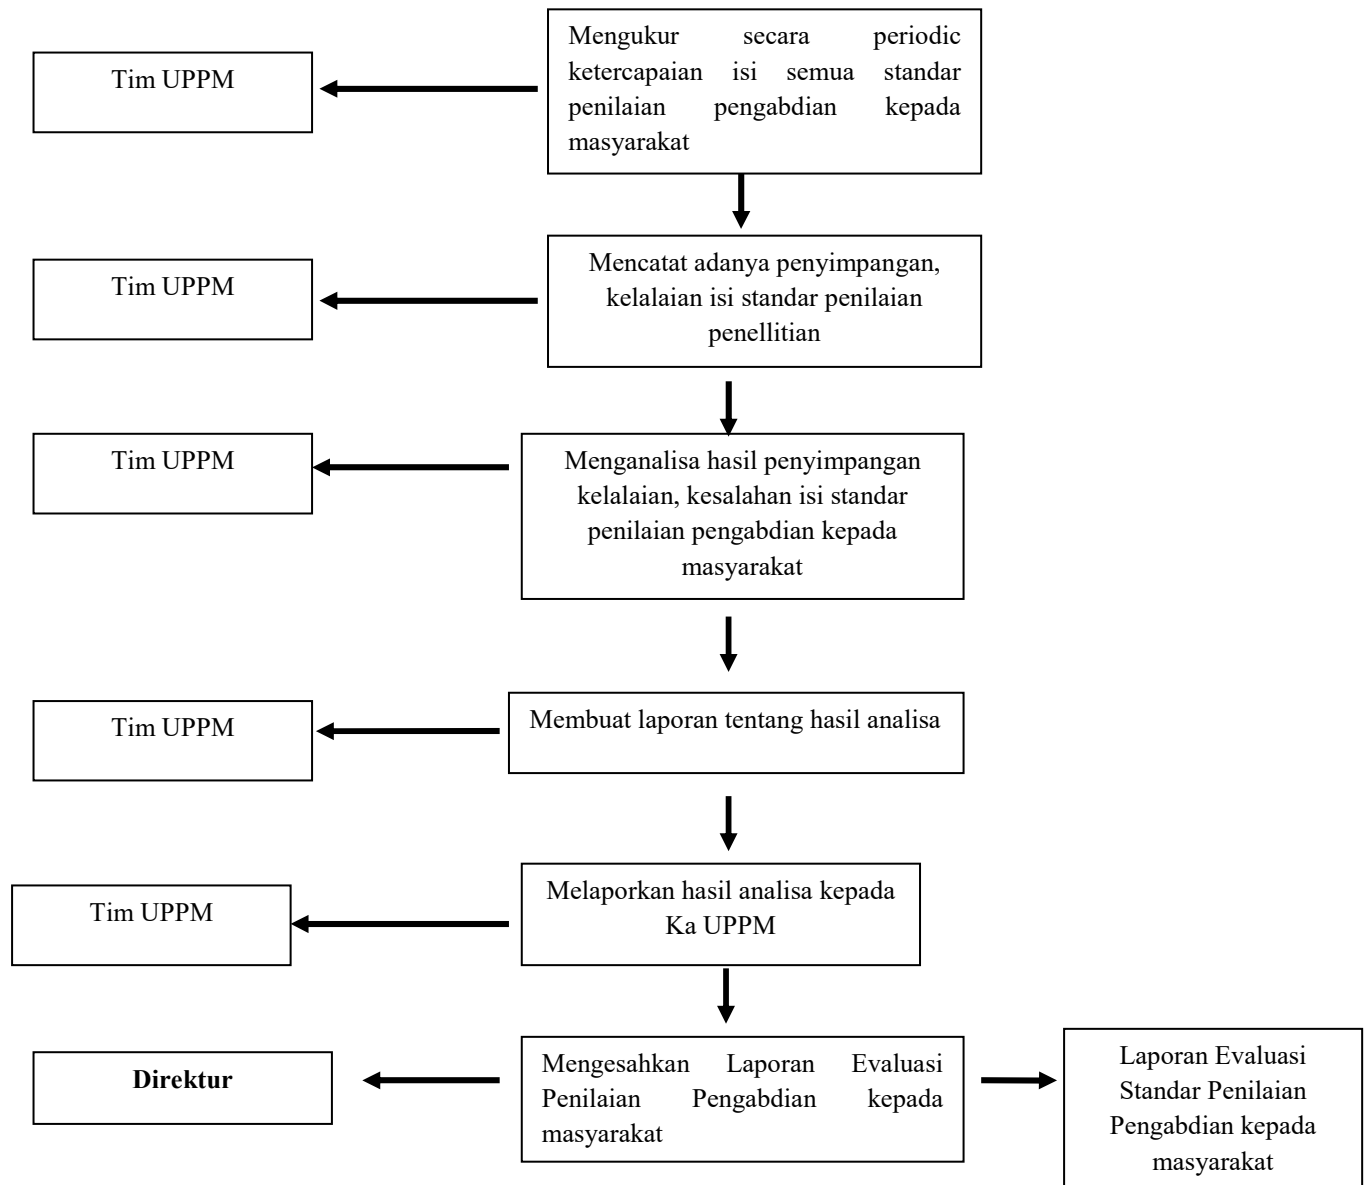 Tim UPPM
Mengukur secara periodic
ketercapaian isi semua standar
penilaian pengabdian kepada
masyarakat
Tim UPPM
Mencatat adanya penyimpangan,
kelalaian isi standar penilaian
penellitian
Tim UPPM
Menganalisa hasil penyimpangan
kelalaian, kesalahan isi standar
penilaian pengabdian kepada
masyarakat
Tim UPPM
Membuat laporan tentang hasil analisa
Tim UPPM
Melaporkan hasil analisa kepada
Ka UPPM
Direktur
Mengesahkan Laporan Evaluasi
Penilaian Pengabdian kepada
masyarakat
Laporan Evaluasi
Standar Penilaian
Pengabdian kepada
masyarakat